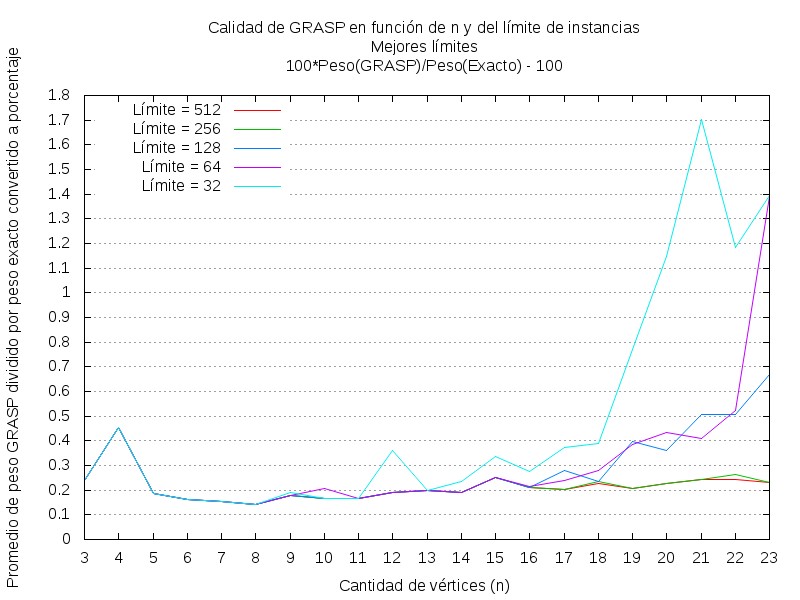 Calidad de GRASP en función de n y del límite de instancias
Mejores límites
100*Peso(GRASP)/Peso(Exacto) - 100
Promedio de peso GRASP dividido por peso exacto convertido a porcentaje
1.8
1.7
1.6
1.5
1.4
1.3
1.2
1.1
1
0.9
0.8
0.7
0.6
0.5
0.4
0.3
0.2
0.1
0
Límite = 512
Límite = 256
Límite = 128
Límite = 64
Límite = 32
3 4 5 6 7 8 9 10 11 12 13 14 15 16 17 18 19 20 21 22 23
Cantidad de vértices (n)